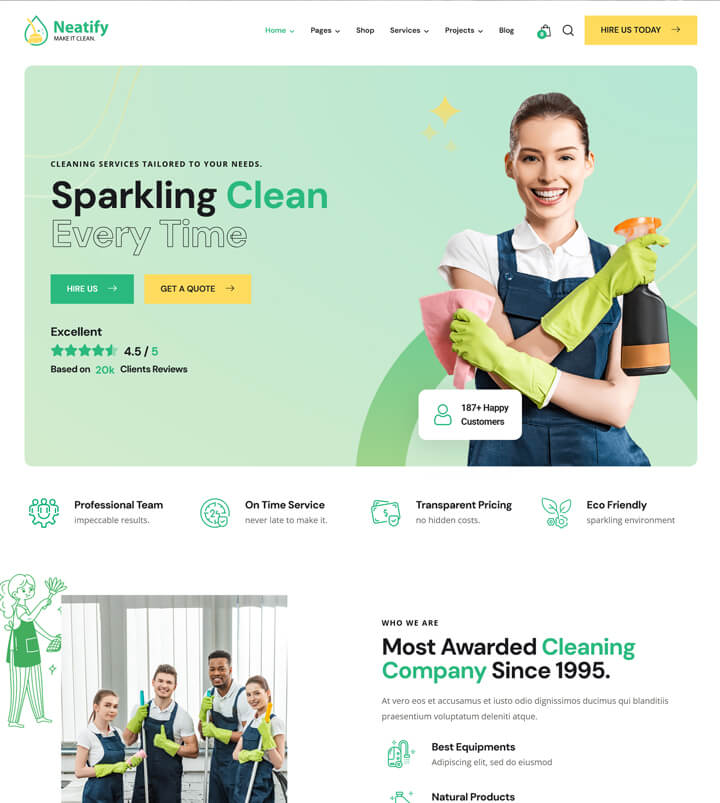 Neatify
MAKE IT CLEAN.
Home Pages Shop Services Projects Blog
0
HIRE US TODAY
CLEANING SERVICES TAILORED TO YOUR NEEDS.
Sparkling Clean
Every Time
HIRE US
GET A QUOTE
Excellent
4.5 / 5
Based on 20k Clients Reviews
187+ Happy
Customers
Professional Team
impeccable results.
On Time Service
never late to make it.
Transparent Pricing
no hidden costs.
Eco Friendly
sparkling environment
WHO WE ARE
Most Awarded Cleaning
Company Since 1995.
At vero eos et accusamus et iusto odio dignissimos ducimus qui blanditiis
praesentium voluptatum deleniti atque.
Best Equipments
Adipiscing elit, sed do eiusmod
Natural Products